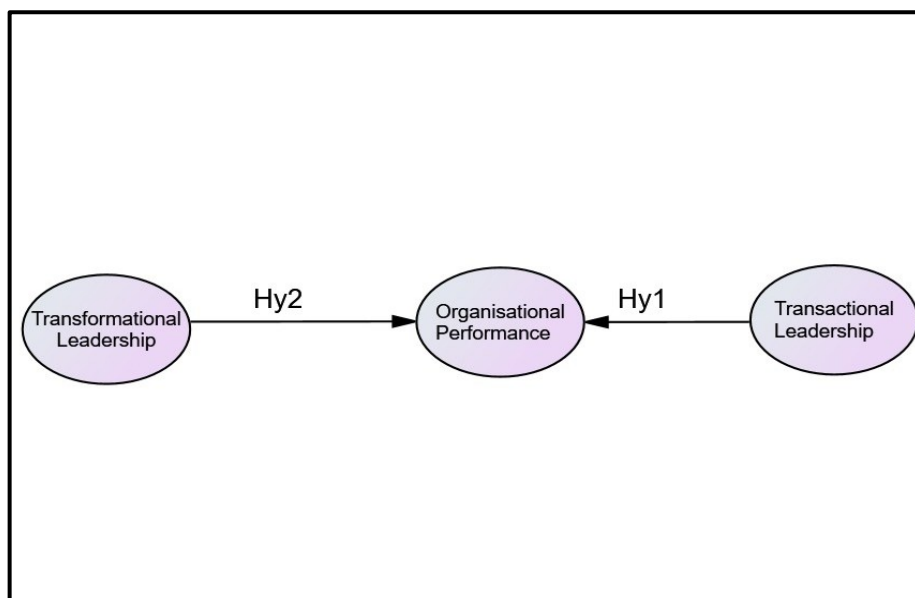 Transformational
Leadership
Hy2
Organisational
Performance
Hy1
Transactional
Leadership